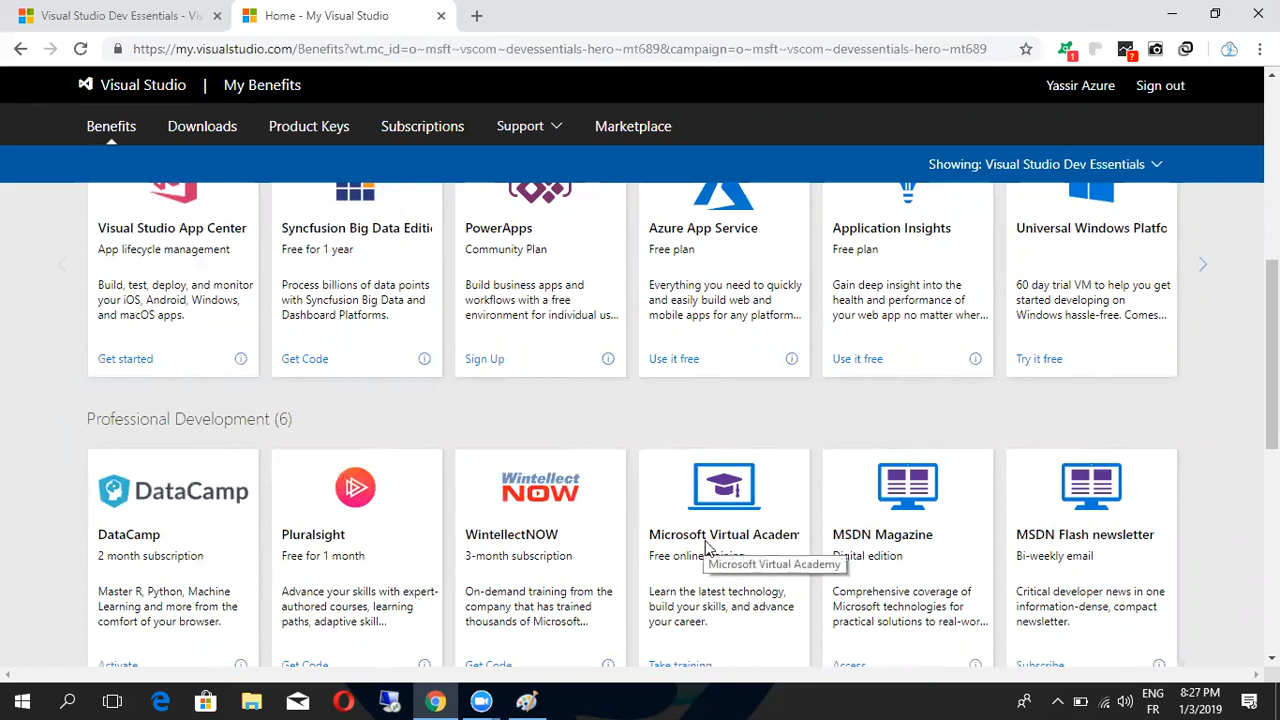 Visual Studio Dev Essentials - Vis
Home - My Visual Studio
https://my.visualstudio.com/Benefits?wt.mc_id=o~msft~vscom~devessentials-hero~mt689&campaign=o~msft~vscom~devessentials-hero~mt689
1
?
Visual Studio | My Benefits
Yassir Azure Sign out
Benefits Downloads Product Keys Subscriptions Support Marketplace
Showing: Visual Studio Dev Essentials
Visual Studio App Center
App lifecycle management
Build, test, deploy, and monitor
your iOS, Android, Windows,
and macOS apps.
Get started
Syncfusion Big Data Editi
Free for 1 year
Process billions of data points
with Syncfusion Big Data and
Dashboard Platforms.
Get Code
PowerApps
Community Plan
Build business apps and
workflows with a free
environment for individual us...
Sign Up
Azure App Service
Free plan
Everything you need to quickly
and easily build web and
mobile apps for any platform...
Use it free
Application Insights
Free plan
Gain deep insight into the
health and performance of
your web app no matter wher...
Use it free
Universal Windows Platfo
60 day trial VM to help you get
started developing on
Windows hassle-free. Comes...
Try it free
Professional Development (6)
DataCamp
DataCamp
2 month subscription
Master R, Python, Machine
Learning and more from the
comfort of your browser.
Activate
Pluralsight
Free for 1 month
Advance your skills with expert-
authored courses, learning
paths, adaptive skill...
Get Code
Wintellect
NOW
WintellectNOW
3-month subscription
On-demand training from the
company that has trained
thousands of Microsoft...
Get Code
Microsoft Virtual Academ
Free online training
Microsoft Virtual Academy
Learn the latest technology,
build your skills, and advance
your career.
Take training
MSDN Magazine
Digital edition
Comprehensive coverage of
Microsoft technologies for
practical solutions to real-wor...
Access
MSDN Flash newsletter
Bi-weekly email
Critical developer news in one
information-dense, compact
newsletter.
Subscribe
ENG
FR
8:27 PM
1/3/2019